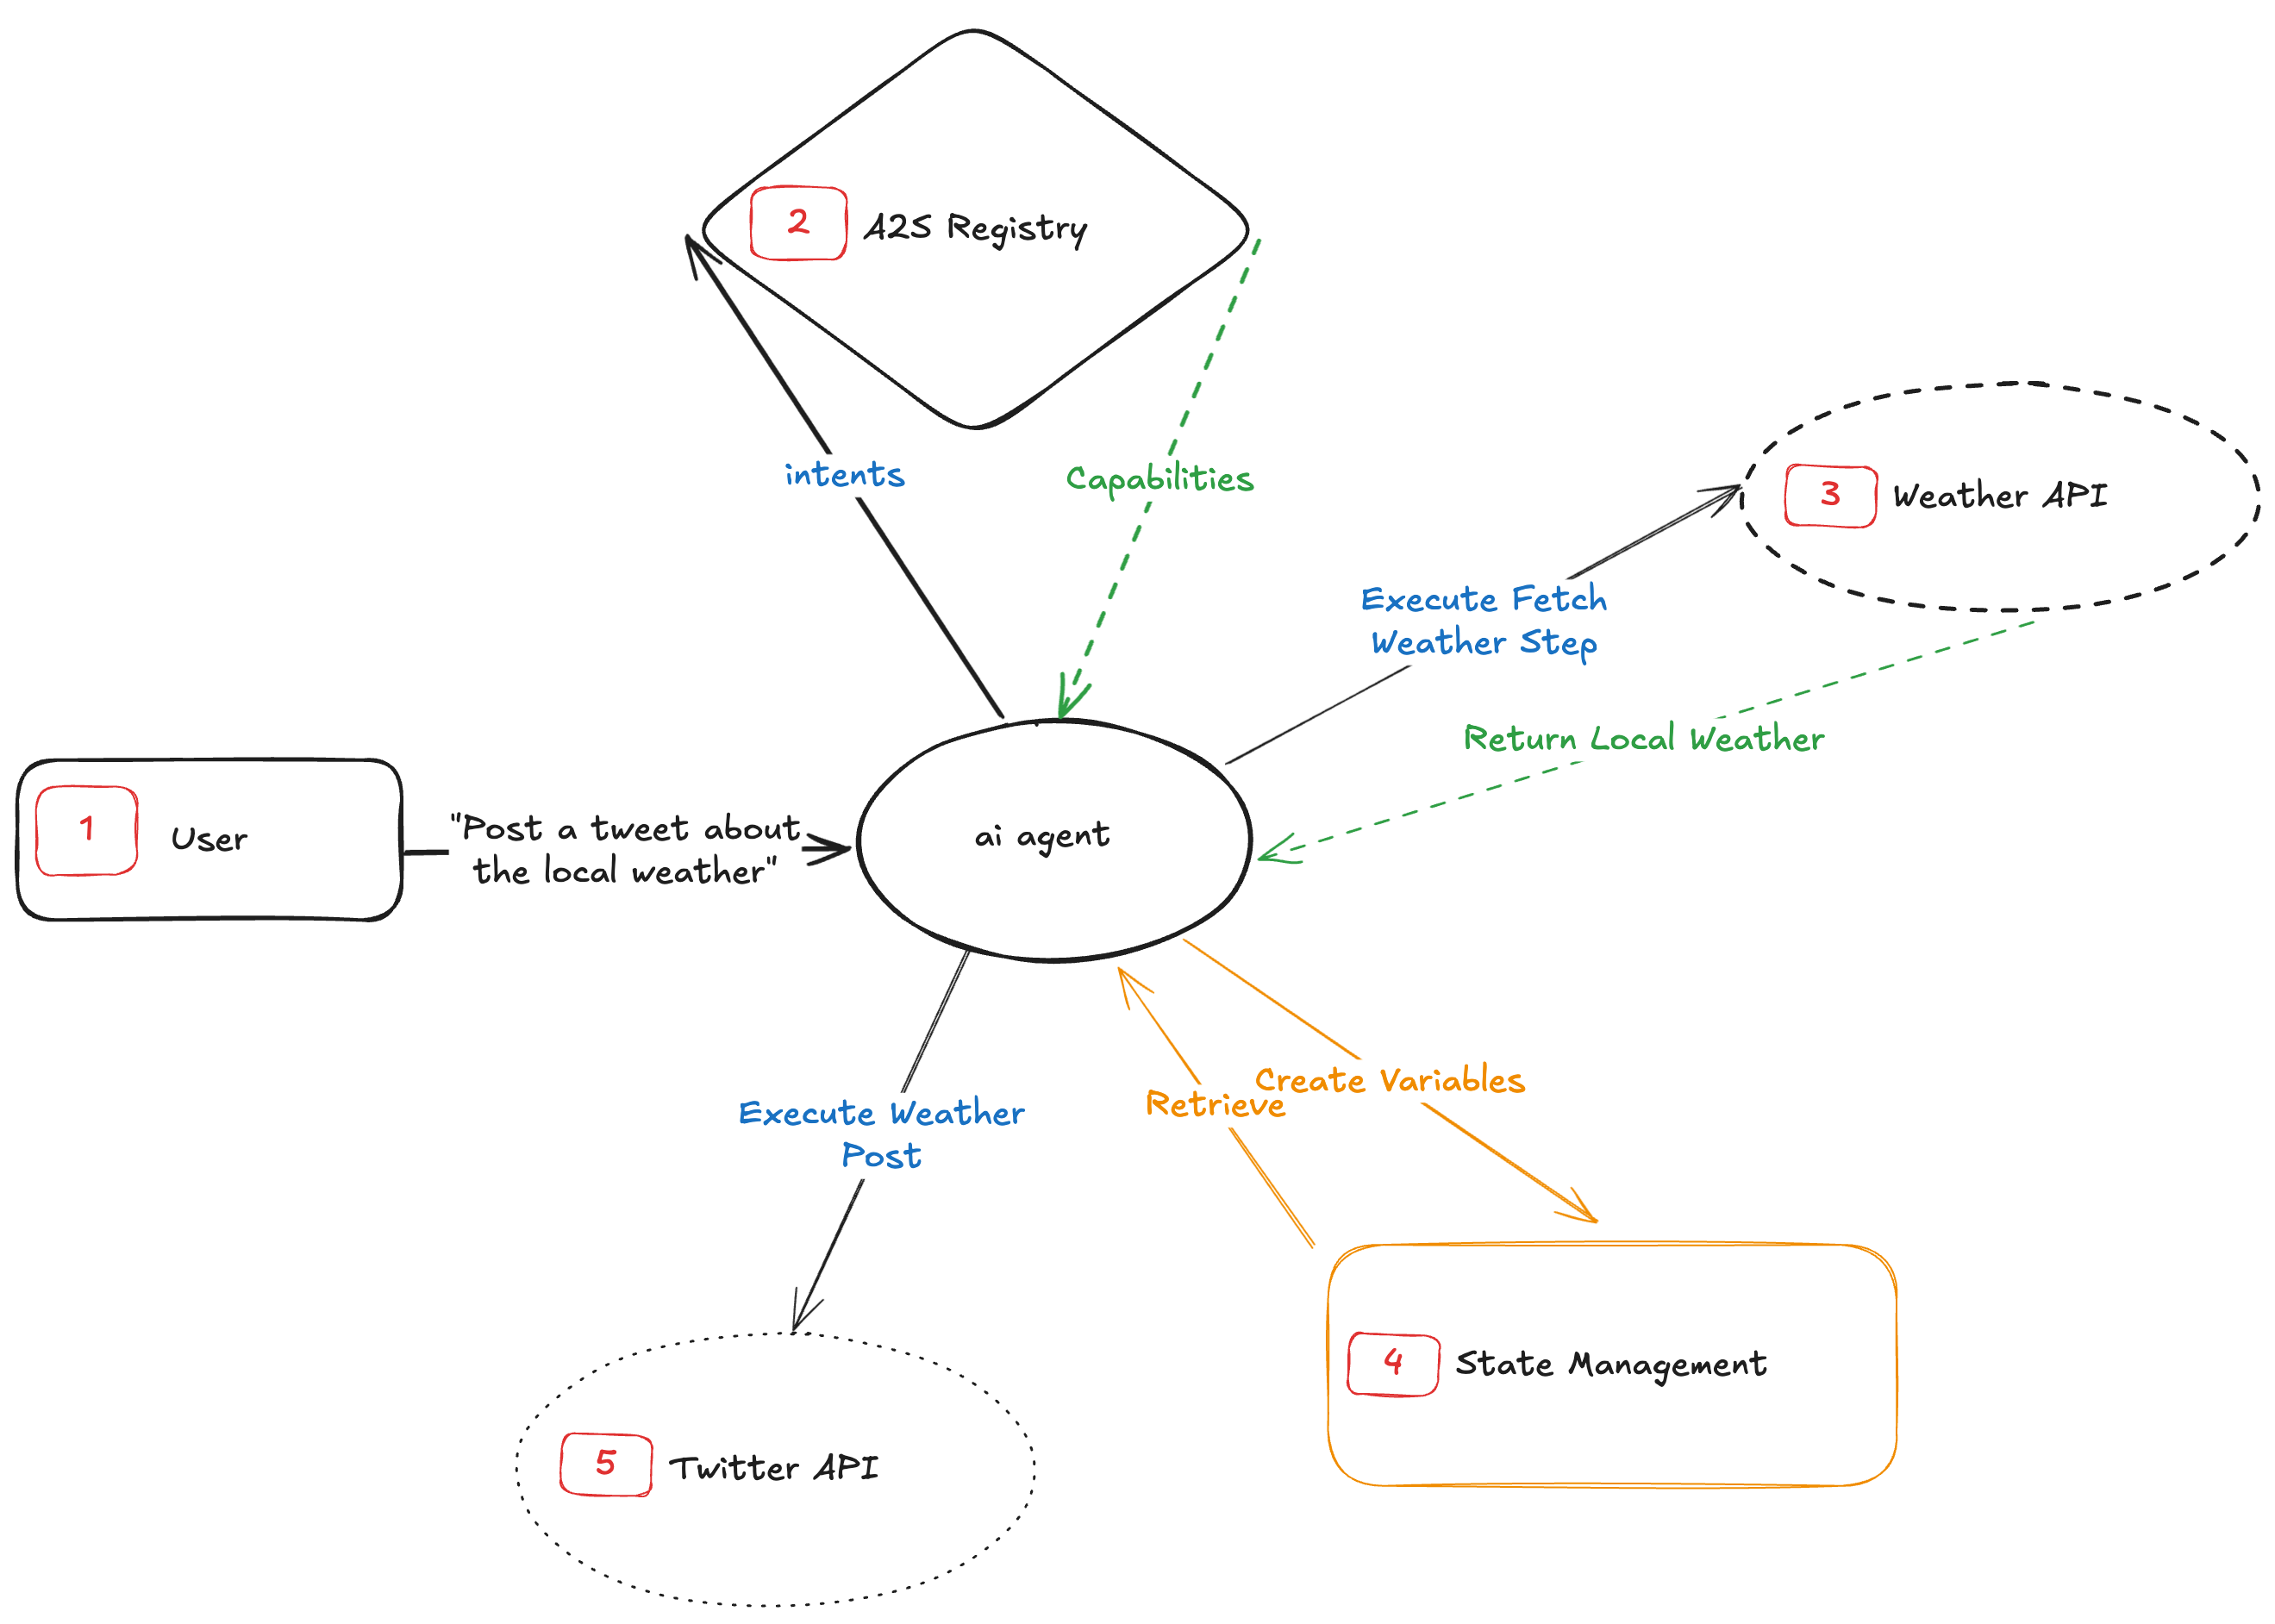 2 A2S Registry
intents
Capabilities
3 Weather API
Execute Fetch
Weather Step
Return Local Weather
1 User
"Post a tweet about
the local weather"
ai agent
Create Variables
Retrieve
Execute Weather
Post
4 State Management
5 Twitter API